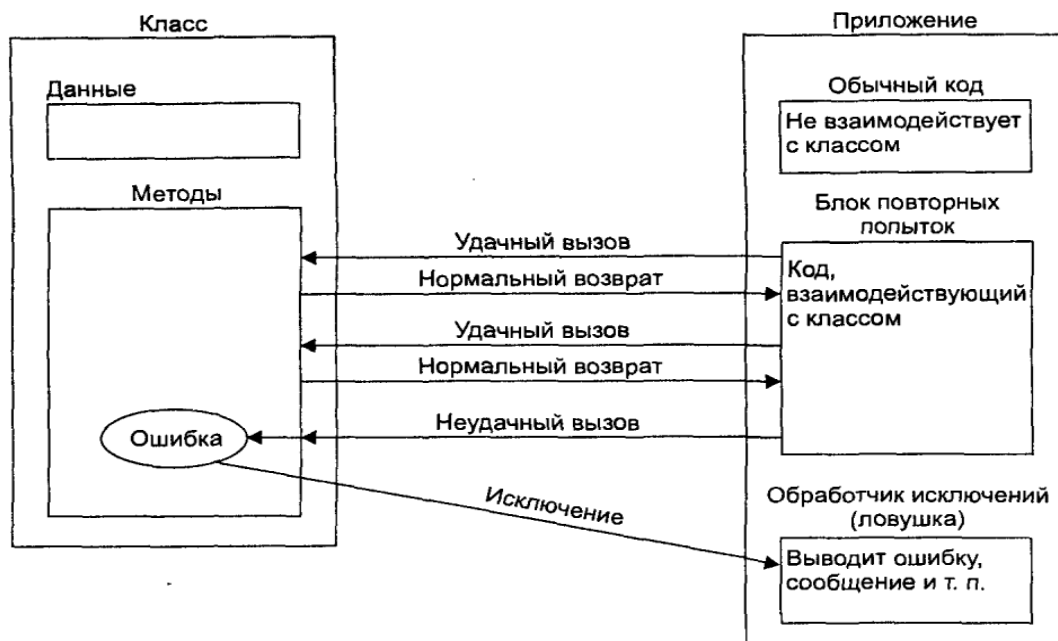 Класс
Данные
Методы
Ошибка
Удачный вызов
Нормальный возврат
Удачный вызов
Нормальный возврат
Неудачный вызов
Исключение
Приложение
Обычный код
Не взаимодействует
с классом
Блок повторных
попыток
Код,
взаимодействующий
с классом
Обработчик исключений
(ловушка)
Выводит ошибку,
сообщение и т. п.